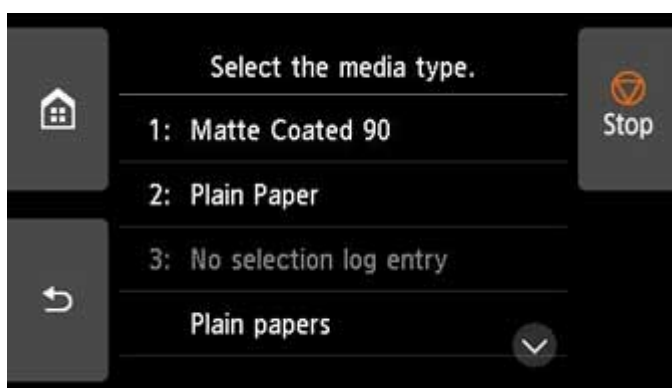 Select the media type.
1: Matte Coated 90
Stop
2: Plain Paper
3: No selection log entry
Plain papers